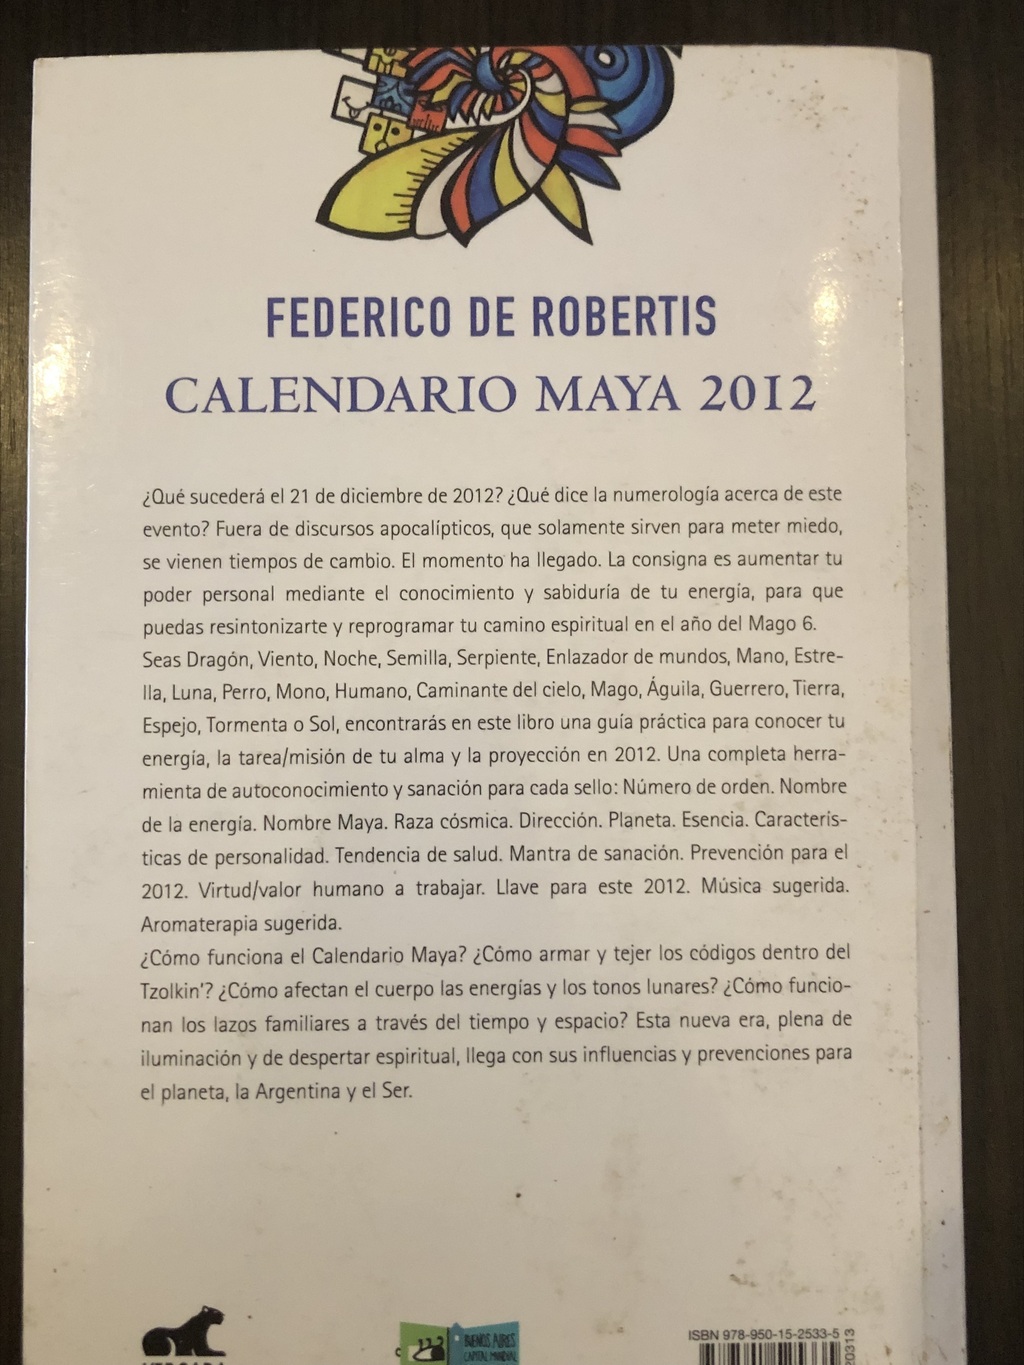 FEDERICO DE ROBERTIS
CALENDARIO MAYA 2012
¿Qué sucederá el 21 de diciembre de 2012? ¿Qué dice la numerología acerca de este
evento? Fuera de discursos apocalípticos, que solamente sirven para meter miedo,
se vienen tiempos de cambio. El momento ha llegado. La consigna es aumentar tu
poder personal mediante el conocimiento y sabiduría de tu energía, para que
puedas resintonizarte y reprogramar tu camino espiritual en el año del Mago 6.
Seas Dragón, Viento, Noche, Semilla, Serpiente, Enlazador de mundos, Mano, Estre-
lla, Luna, Perro, Mono, Humano, Caminante del cielo, Mago, Águila, Guerrero, Tierra,
Espejo, Tormenta o Sol, encontrarás en este libro una guía práctica para conocer tu
energía, la tarea/misión de tu alma y la proyección en 2012. Una completa herra-
mienta de autoconocimiento y sanación para cada sello: Número de orden. Nombre
de la energía. Nombre Maya. Raza cósmica. Dirección. Planeta. Esencia. Caracterís-
ticas de personalidad. Tendencia de salud. Mantra de sanación. Prevención para el
2012. Virtud/valor humano a trabajar. Llave para este 2012. Música sugerida.
Aromaterapia sugerida.
¿Cómo funciona el Calendario Maya? ¿Cómo armar y tejer los códigos dentro del
Tzolkin'? ¿Cómo afectan el cuerpo las energías y los tonos lunares? ¿Cómo funcio-
nan los lazos familiares a través del tiempo y espacio? Esta nueva era, plena de
iluminación y de despertar espiritual, llega con sus influencias y prevenciones para
el planeta, la Argentina y el Ser.
BUENOS AIRES
CAPITAL MUNDIAL
ISBN 978-950-15-2533-5